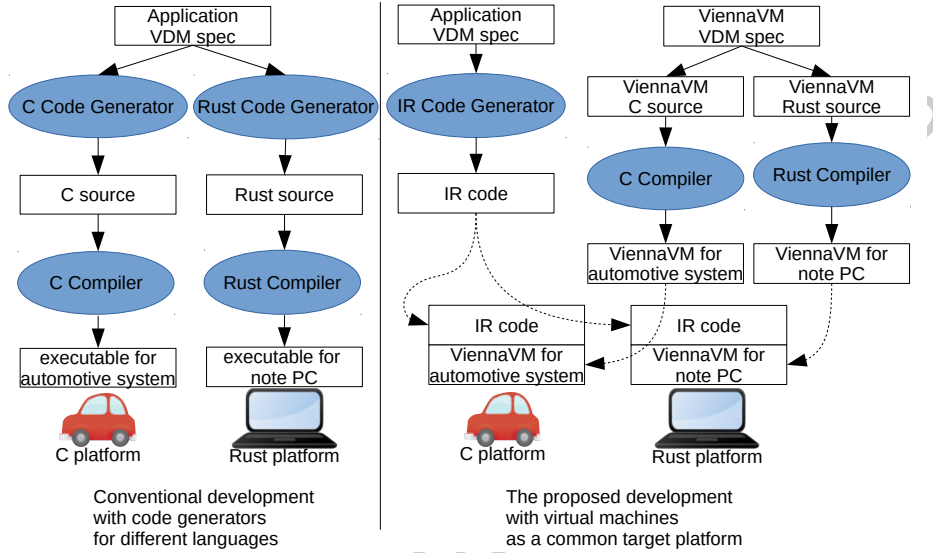 Application
VDM spec
C Code Generator
Rust Code Generator
C source
Rust source
C Compiler
Rust Compiler
executable for
automotive system
executable for
note PC
C platform
Rust platform
Conventional development
with code generators
for different languages
Application
VDM spec
ViennaVM
VDM spec
IR Code Generator
ViennaVM
C source
ViennaVM
Rust source
C Compiler
Rust Compiler
IR code
ViennaVM for
automotive system
ViennaVM for
note PC
IR code
ViennaVM for
automotive system
IR code
ViennaVM for
note PC
C platform
Rust platform
The proposed development
with virtual machines
as a common target platform